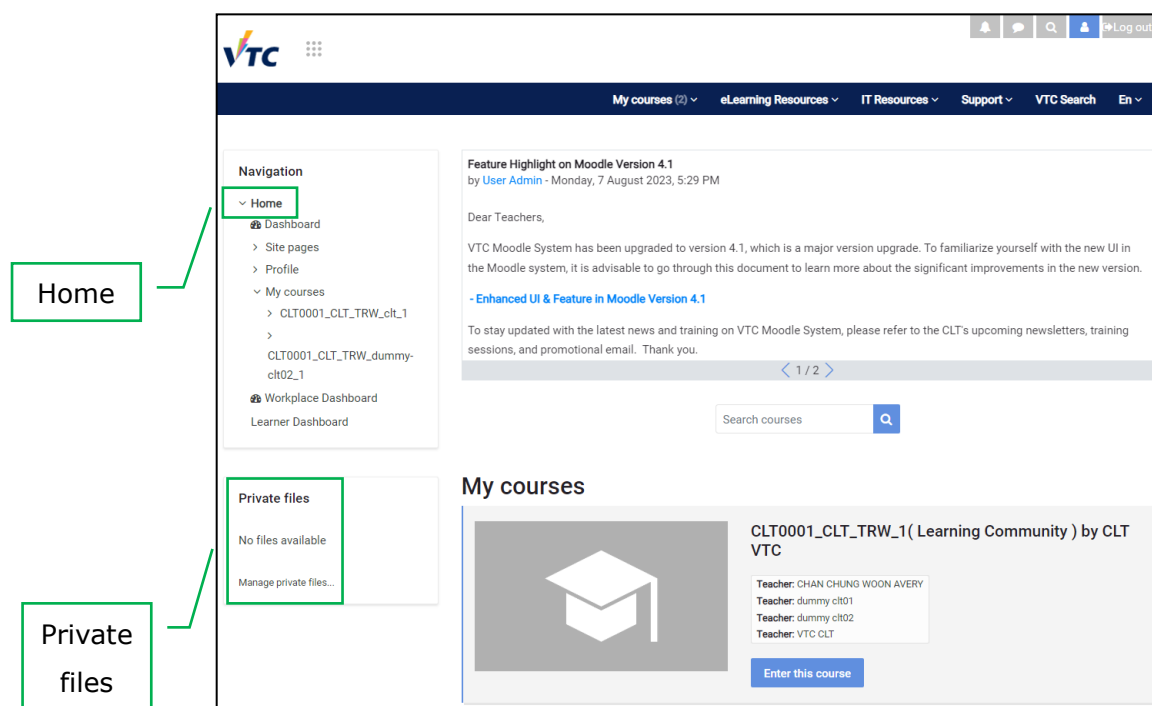 VTC
Log out
My courses (2)
eLearning Resources
IT Resources
Support
VTC Search
En
Navigation
Home
Dashboard
Site pages
Profile
My courses
CLT0001_CLT_TRW_clt_1
CLT0001_CLT_TRW_dummy-
clt02_1
Workplace Dashboard
Learner Dashboard
Feature Highlight on Moodle Version 4.1
by User Admin - Monday, 7 August 2023, 5:29 PM
Dear Teachers,
VTC Moodle System has been upgraded to version 4.1, which is a major version upgrade. To familiarize yourself with the new UI in
the Moodle system, it is advisable to go through this document to learn more about the significant improvements in the new version.
- Enhanced UI & Feature in Moodle Version 4.1
To stay updated with the latest news and training on VTC Moodle System, please refer to the CLT's upcoming newsletters, training
sessions, and promotional email. Thank you.
1 / 2
Search courses
Home
Private files
No files available
Manage private files...
Private
files
My courses
CLT0001_CLT_TRW_1( Learning Community ) by CLT
VTC
Teacher: CHAN CHUNG WOON AVERY
Teacher: dummy clt01
Teacher: dummy clt02
Teacher: VTC CLT
Enter this course